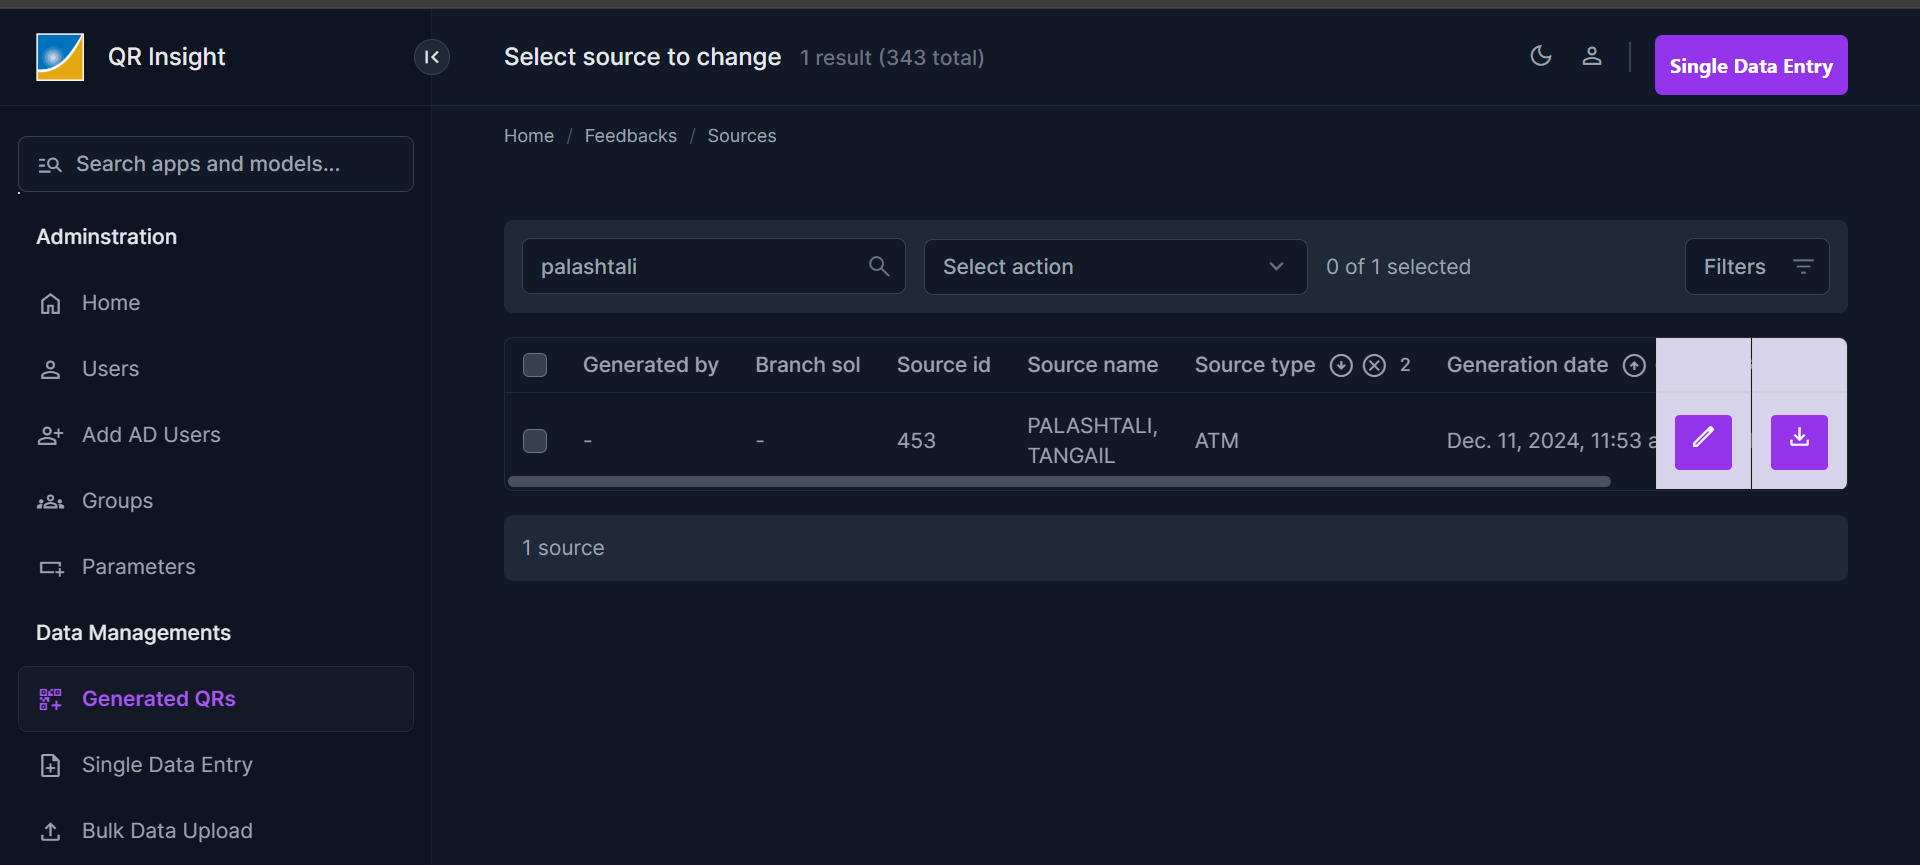 QR Insight
Select source to change 1 result (343 total)
Single Data Entry
Home / Feedbacks / Sources
Search apps and models...
Adminstration
Home
Users
Add AD Users
Groups
Parameters
Data Managements
Generated QRs
Single Data Entry
Bulk Data Upload
palashtali
Select action
0 of 1 selected
Filters
Generated by Branch sol Source id Source name Source type 2 Generation date
- - 453 PALASHTALI, TANGAIL ATM Dec. 11, 2024, 11:53
1 source